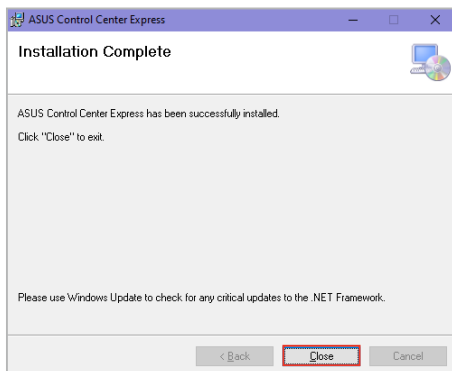 ASUS Control Center Express
Installation Complete
ASUS Control Center Express has been successfully installed.
Click "Close" to exit.
Please use Windows Update to check for any critical updates to the .NET Framework.
< Back Close Cancel